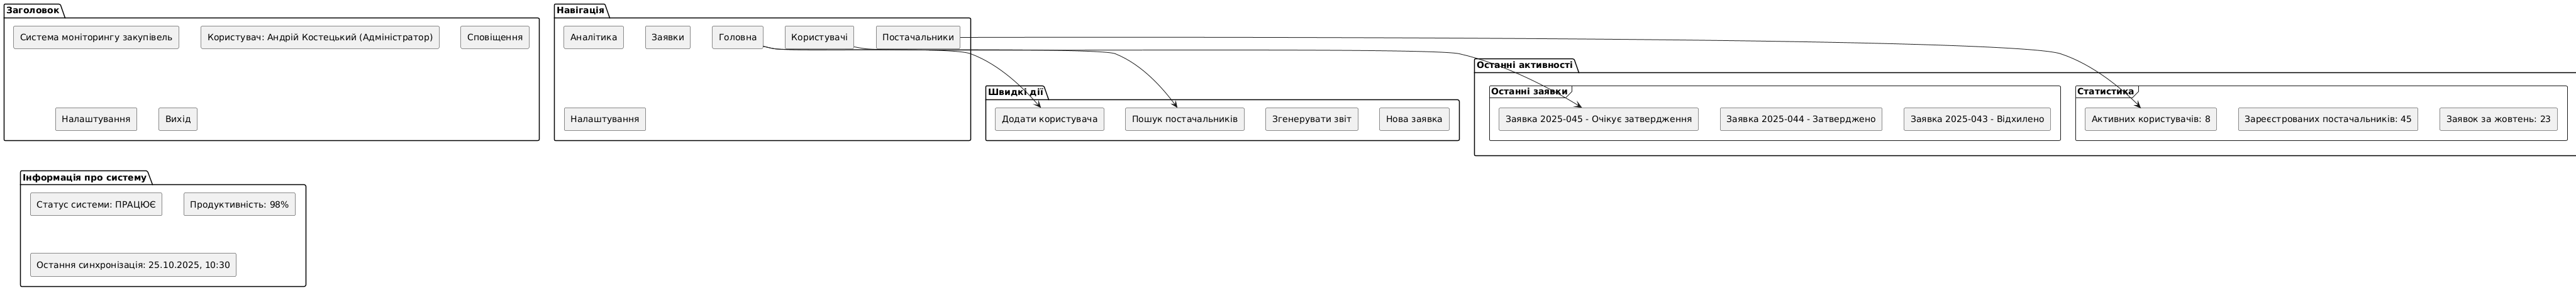 Заголовок
Система моніторингу закупівель
Користувач: Андрій Костецький (Адміністратор)
Сповіщення
Налаштування
Вихід
Навігація
Аналітика
Заявки
Головна
Користувачі
Постачальники
Налаштування
Швидкі дії
Додати користувача
Пошук постачальників
Згенерувати звіт
Нова заявка
Останні активності
Останні заявки
Заявка 2025-045 - Очікує затвердження
Заявка 2025-044 - Затверджено
Заявка 2025-043 - Відхилено
Статистика
Активних користувачів: 8
Зареєстрованих постачальників: 45
Заявок за жовтень: 23
Інформація про систему
Статус системи: ПРАЦЮЄ
Продуктивність: 98%
Остання синхронізація: 25.10.2025, 10:30